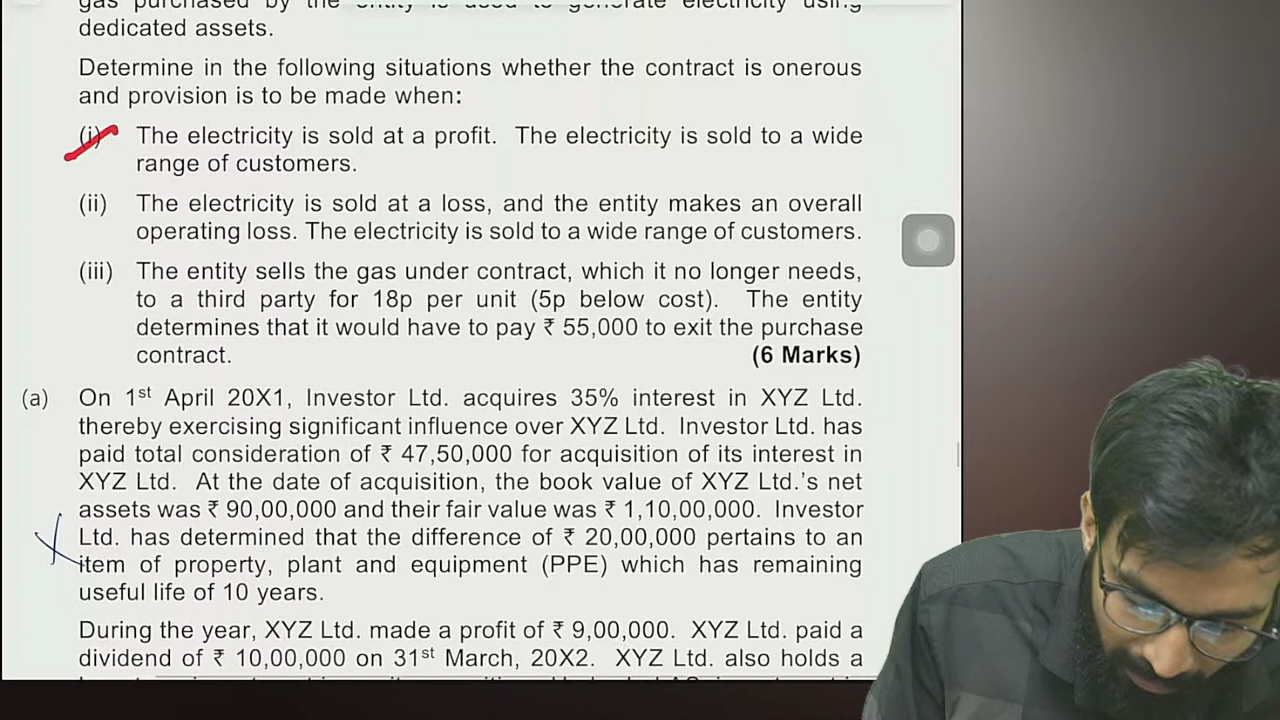 gas purchased by the entity is used to generate electricity using
dedicated assets.
Determine in the following situations whether the contract is onerous
and provision is to be made when:
(i) The electricity is sold at a profit. The electricity is sold to a wide
range of customers.
(ii) The electricity is sold at a loss, and the entity makes an overall
operating loss. The electricity is sold to a wide range of customers.
(iii) The entity sells the gas under contract, which it no longer needs,
to a third party for 18p per unit (5p below cost). The entity
determines that it would have to pay ₹ 55,000 to exit the purchase
contract. (6 Marks)
(a) On 1st April 20X1, Investor Ltd. acquires 35% interest in XYZ Ltd.
thereby exercising significant influence over XYZ Ltd. Investor Ltd. has
paid total consideration of ₹ 47,50,000 for acquisition of its interest in
XYZ Ltd. At the date of acquisition, the book value of XYZ Ltd.'s net
assets was ₹ 90,00,000 and their fair value was ₹ 1,10,00,000. Investor
Ltd. has determined that the difference of ₹ 20,00,000 pertains to an
item of property, plant and equipment (PPE) which has remaining
useful life of 10 years.
During the year, XYZ Ltd. made a profit of ₹ 9,00,000. XYZ Ltd. paid a
dividend of ₹ 10,00,000 on 31st March, 20X2. XYZ Ltd. also holds a